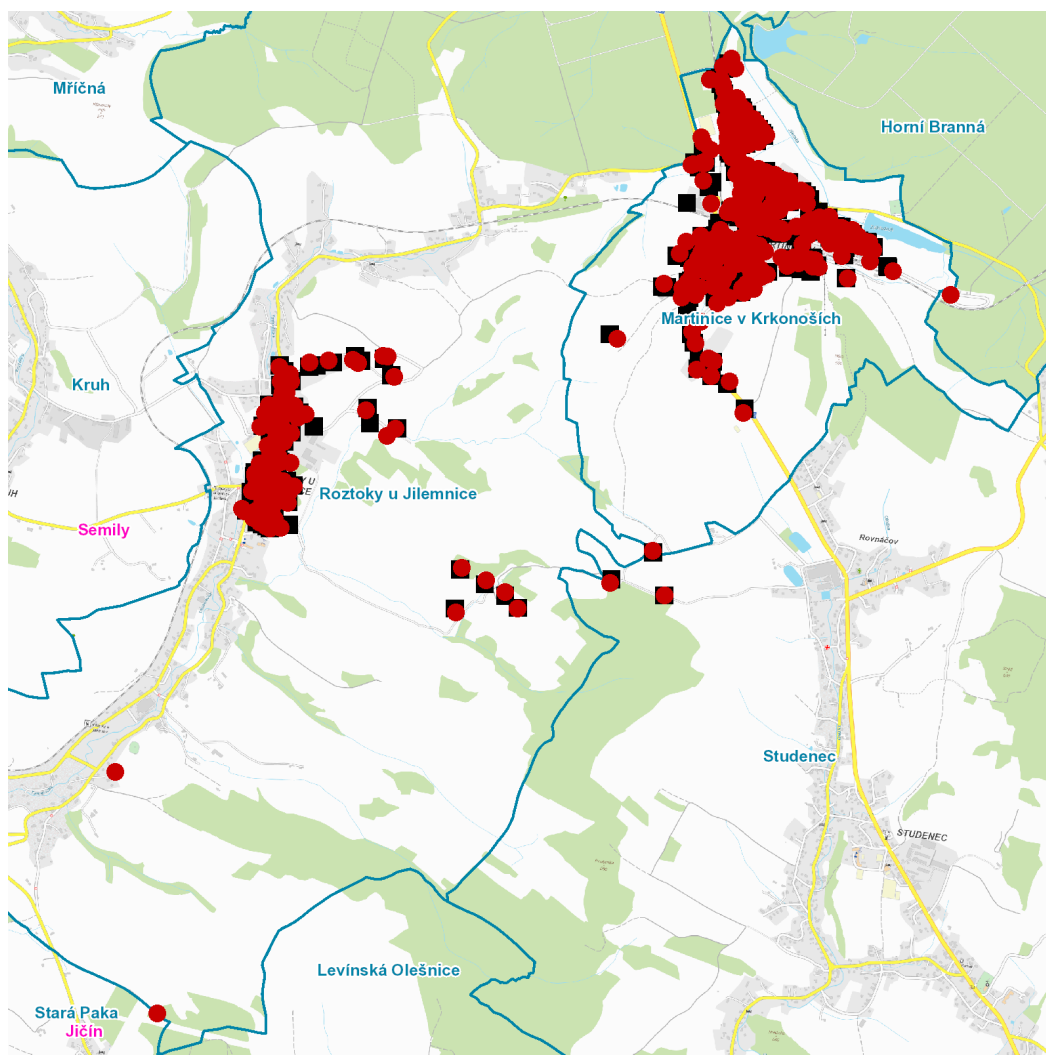 Mříčná
Horní Branná
Martinice v Krkonoších
Kruh
Roztoky u Jilemnice
Semily
Rovnáčov
Studenec
STUDENEC
Levínská Olešnice
Stará Paka
Jičín